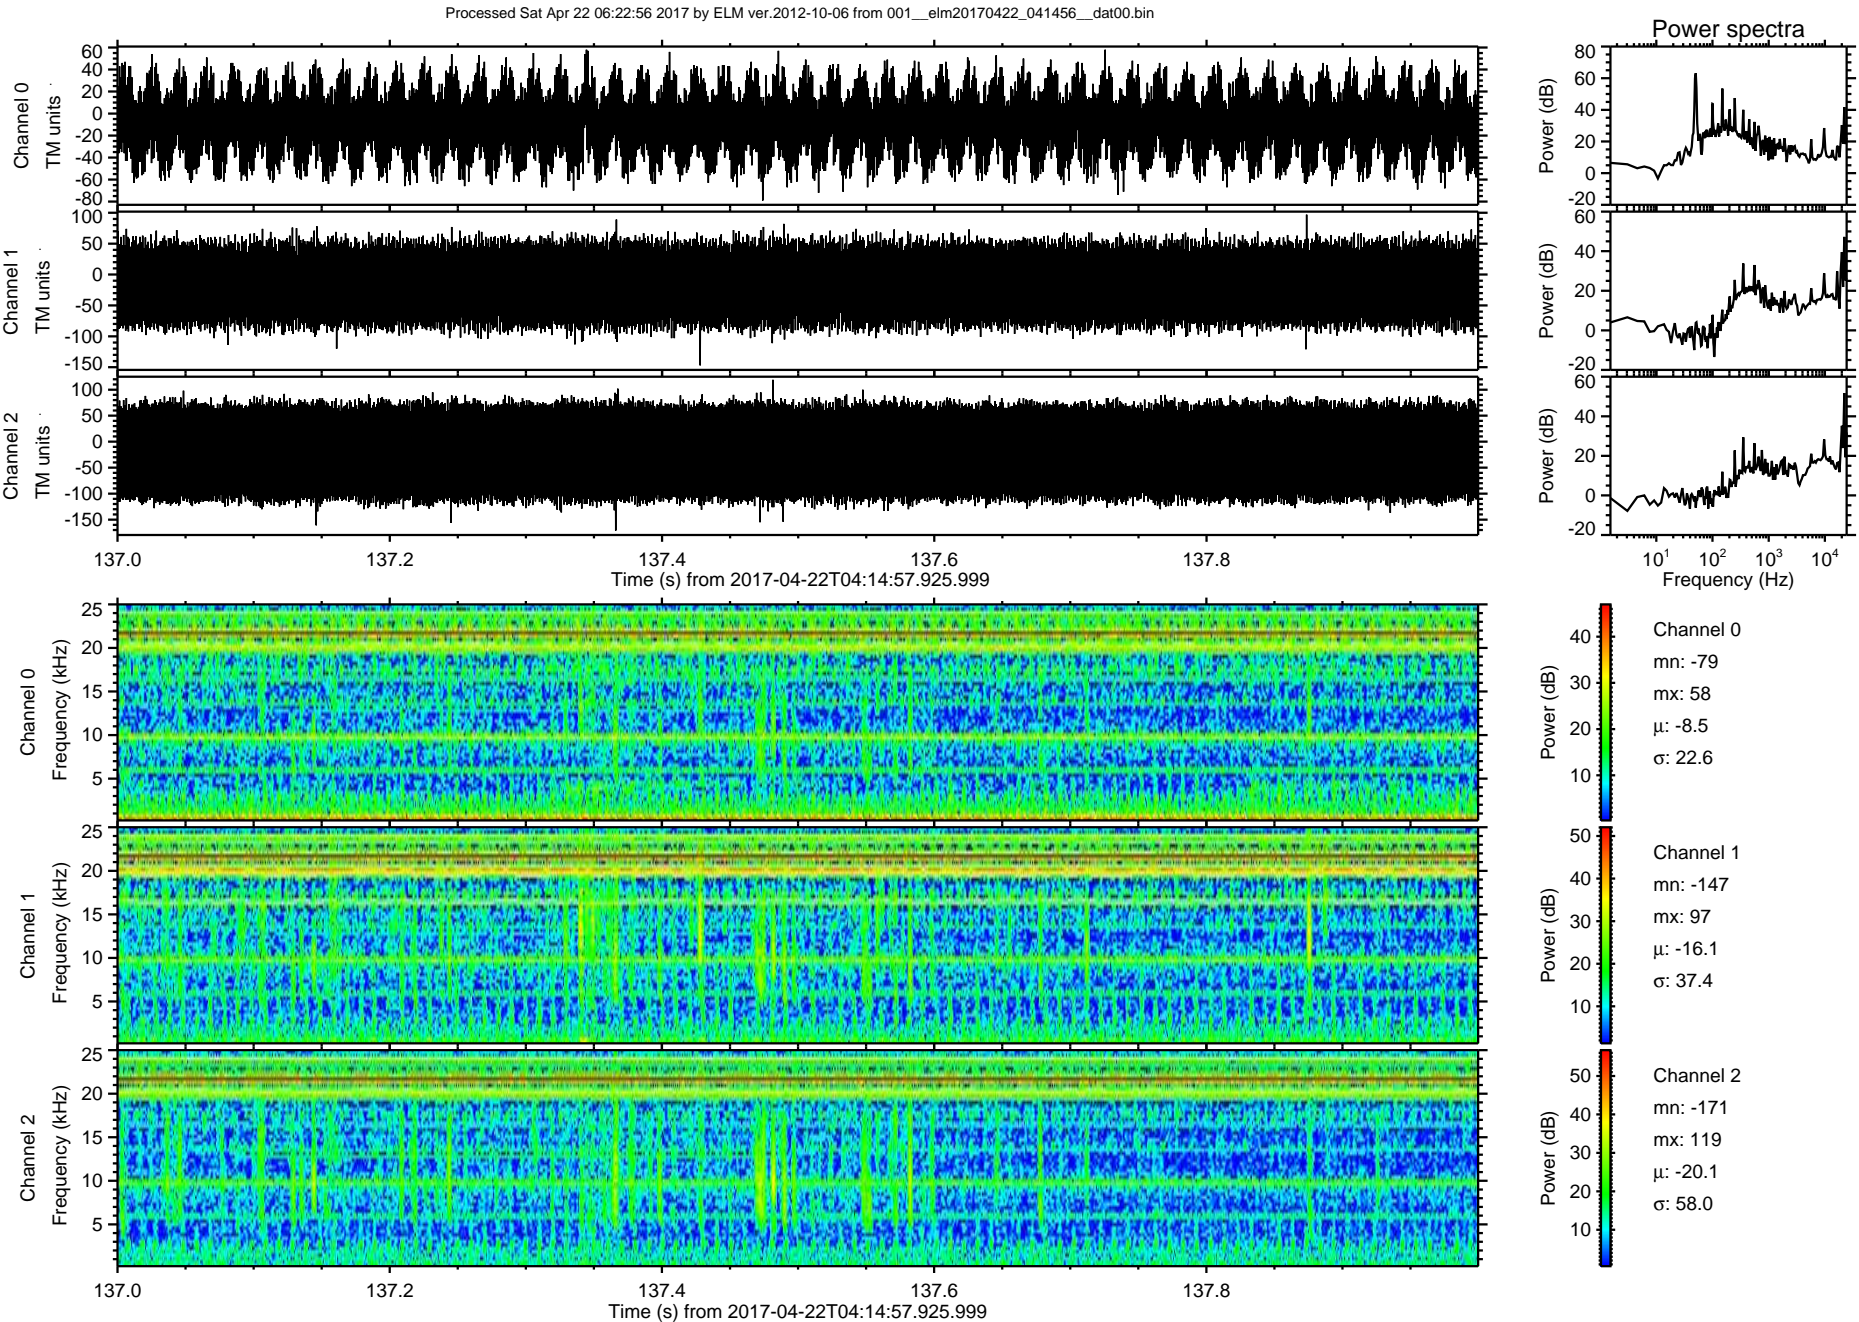 Processed Sat Apr 22 06:22:56 2017 by ELM ver.2012-10-06 from 001__elm20170422_041456__dat00.bin
Power spectra
Channel 0
TM units
60
40
20
0
-20
-40
-60
-80
Power (dB)
80
60
40
20
0
-20
Channel 1
TM units
100
50
0
-50
-100
-150
Power (dB)
60
40
20
0
-20
Channel 2
TM units
100
50
0
-50
-100
-150
Power (dB)
60
40
20
0
-20
137.0 137.2 137.4 137.6 137.8
Time (s) from 2017-04-22T04:14:57.925.999
10¹ 10² 10³ 10⁴
Frequency (Hz)
Channel 0
Frequency (kHz)
25
20
15
10
5
Power (dB)
40
30
20
10
Channel 0
mn: -79
mx: 58
μ: -8.5
σ: 22.6
Channel 1
Frequency (kHz)
25
20
15
10
5
Power (dB)
50
40
30
20
10
Channel 1
mn: -147
mx: 97
μ: -16.1
σ: 37.4
Channel 2
Frequency (kHz)
25
20
15
10
5
Power (dB)
50
40
30
20
10
Channel 2
mn: -171
mx: 119
μ: -20.1
σ: 58.0
137.0 137.2 137.4 137.6 137.8
Time (s) from 2017-04-22T04:14:57.925.999